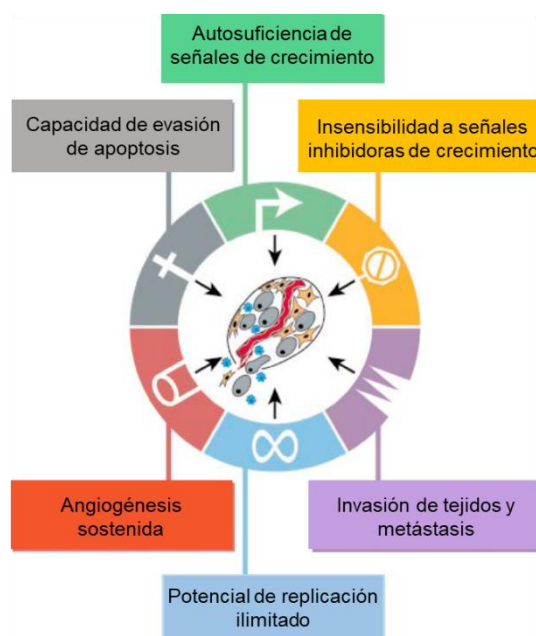 Autosuficiencia de
señales de crecimiento
Capacidad de evasión
de apoptosis
Insensibilidad a señales
inhibidoras de crecimiento
Angiogénesis
sostenida
Invasión de tejidos y
metástasis
Potencial de replicación
ilimitado